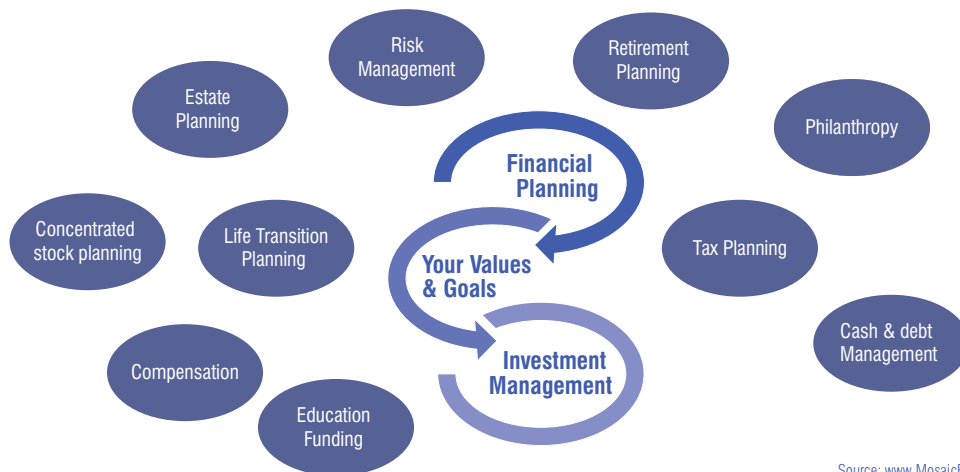 Risk
Management
Retirement
Planning
Estate
Planning
Philanthropy
Financial
Planning
Concentrated
stock planning
Life Transition
Planning
Your Values
& Goals
Tax Planning
Cash & debt
Management
Compensation
Investment
Management
Education
Funding
Source: www.Mosaic